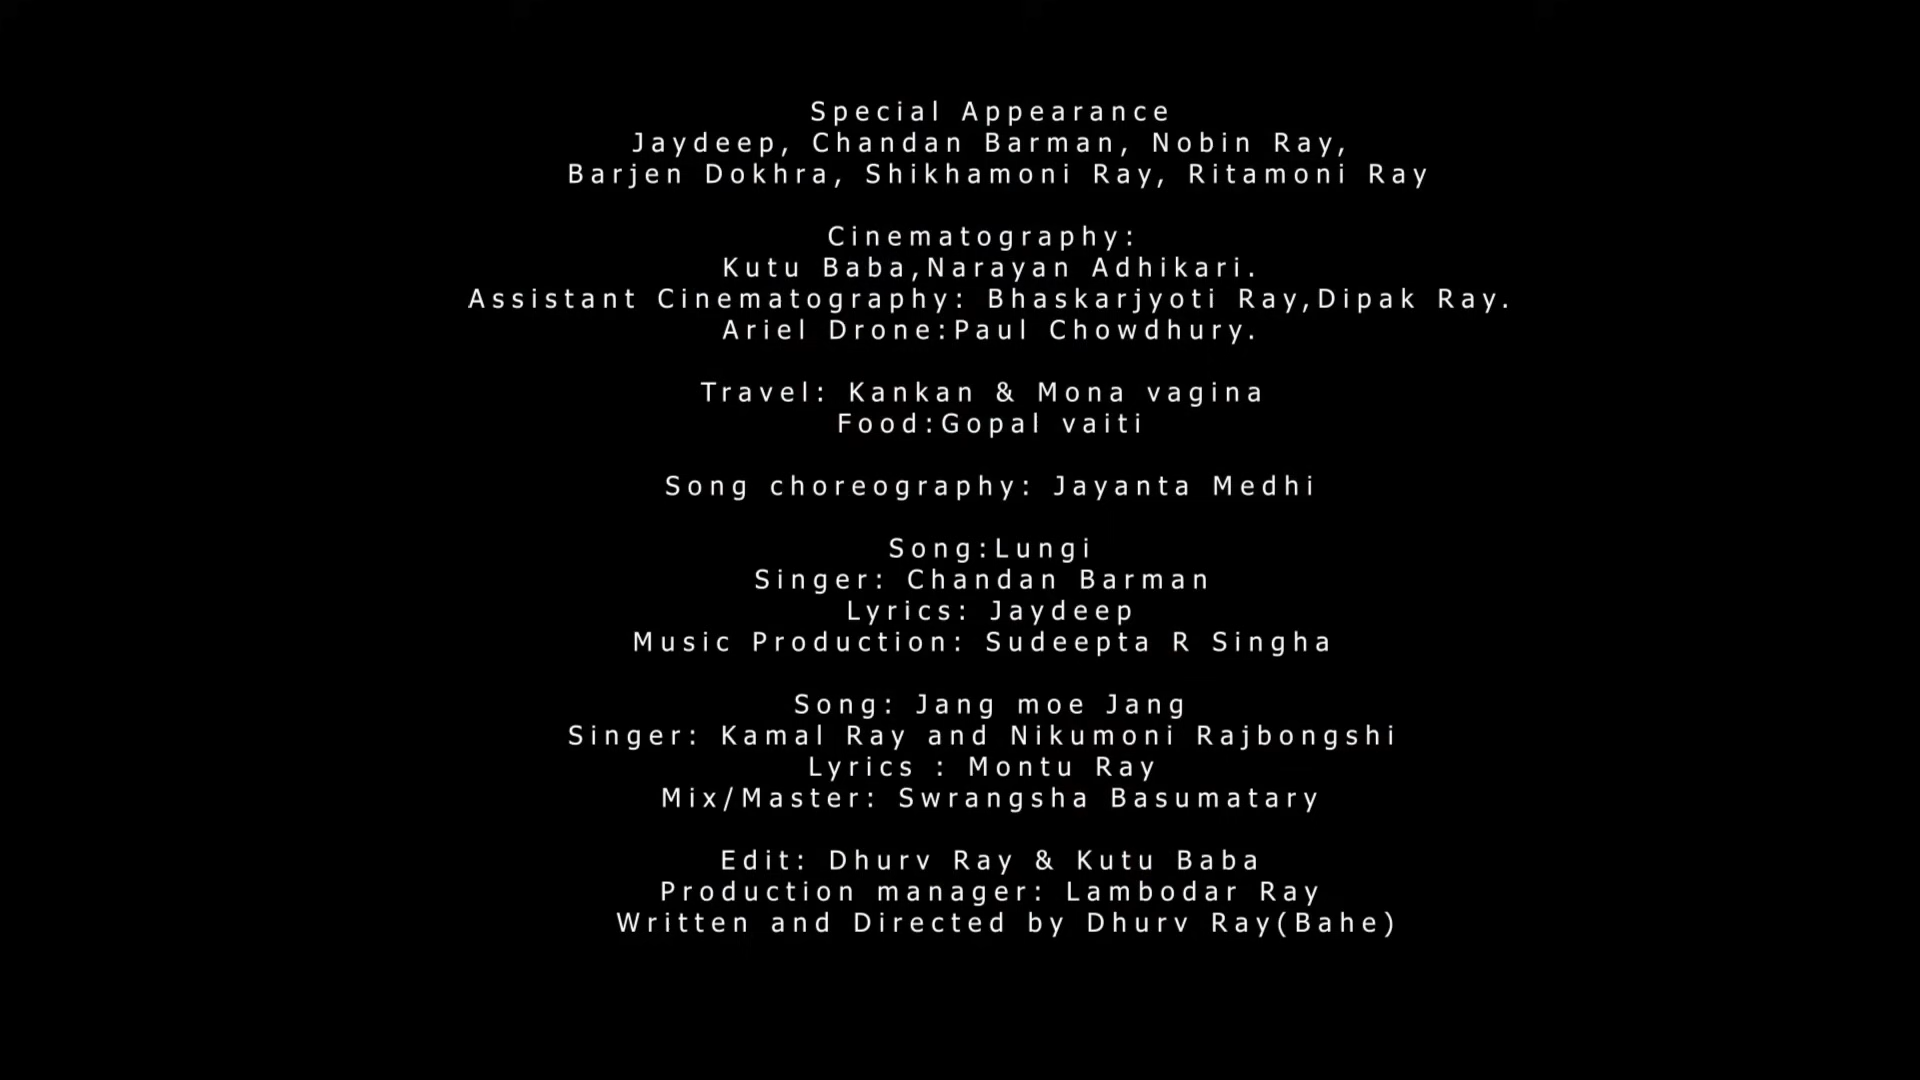 Special Appearance
Jaydeep, Chandan Barman, Nobin Ray,
Barjen Dokhra, Shikhamoni Ray, Ritamoni Ray
Cinematography:
Kutu Baba,Narayan Adhikari.
Assistant Cinematography: Bhaskarjyoti Ray,Dipak Ray.
Ariel Drone:Paul Chowdhury.
Travel: Kankan & Mona vagina
Food:Gopal vaiti
Song choreography: Jayanta Medhi
Song:Lungi
Singer: Chandan Barman
Lyrics: Jaydeep
Music Production: Sudeepta R Singha
Song: Jang moe Jang
Singer: Kamal Ray and Nikumoni Rajbongshi
Lyrics : Montu Ray
Mix/Master: Swrangsha Basumatary
Edit: Dhurv Ray & Kutu Baba
Production manager: Lambodar Ray
Written and Directed by Dhurv Ray(Bahe)